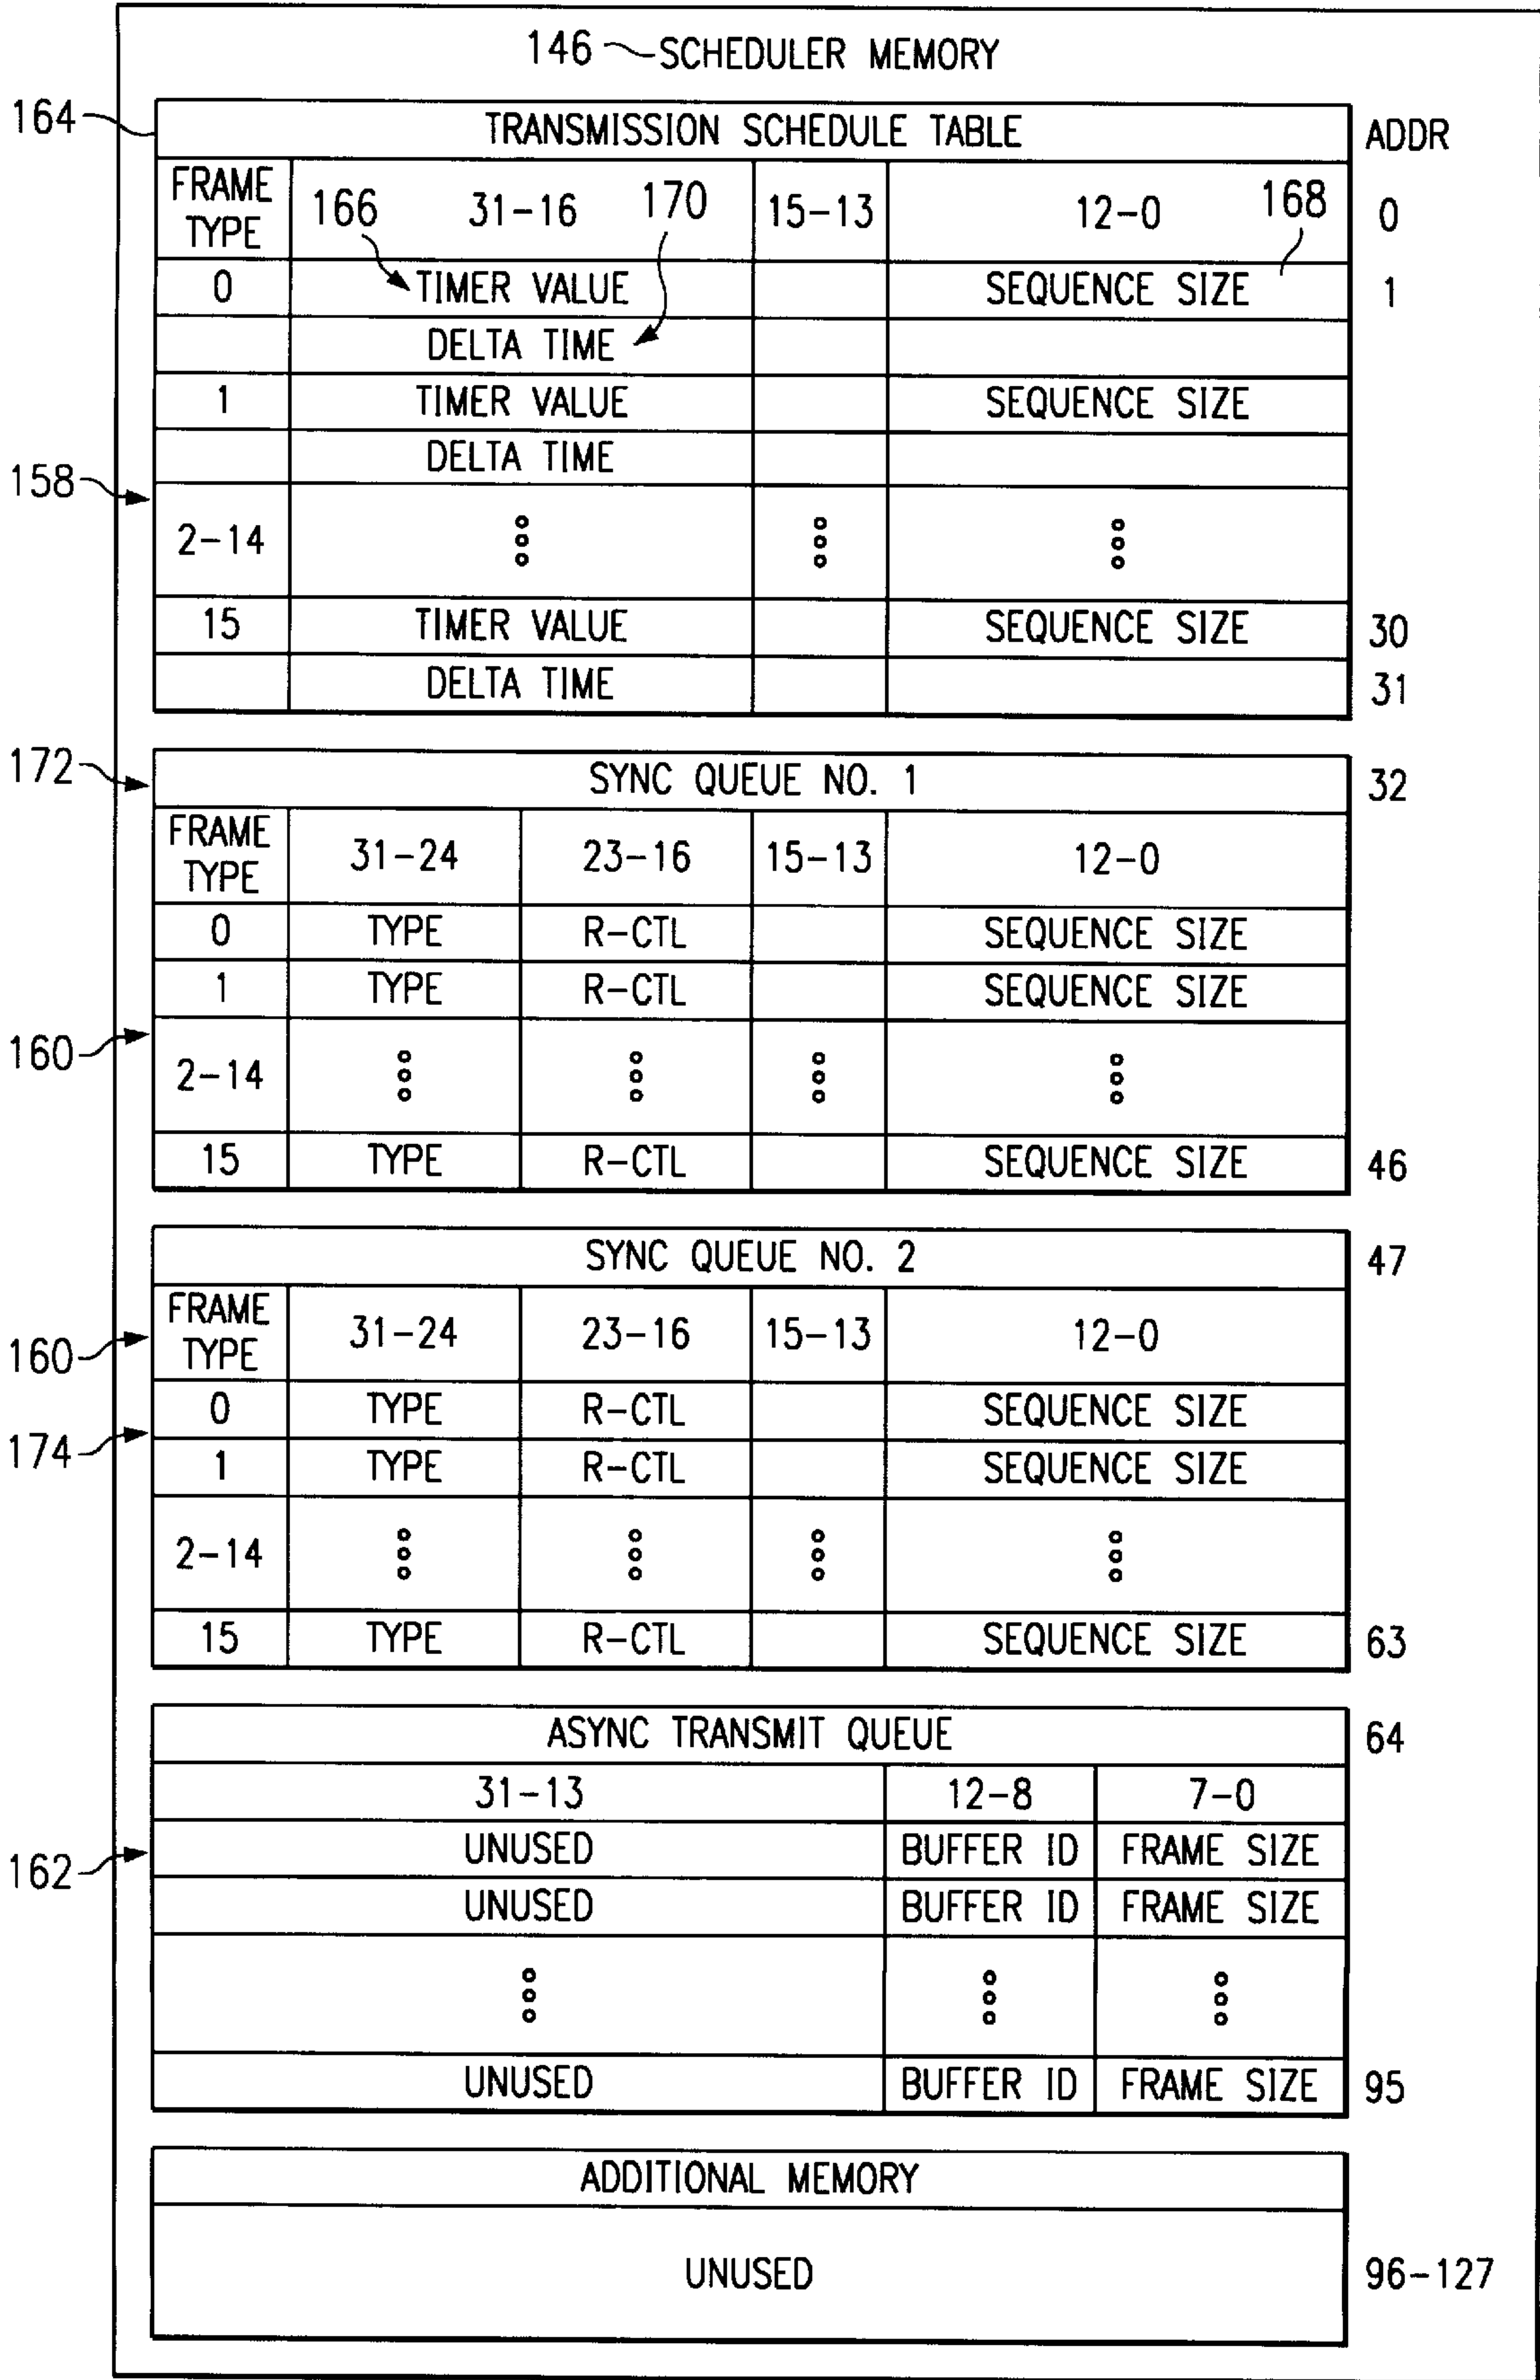 146 SCHEDULER MEMORY
164 TRANSMISSION SCHEDULE TABLE ADDR
FRAME TYPE 166 31-16 170 15-13 12-0 168 0
0 TIMER VALUE SEQUENCE SIZE 1
DELTA TIME
1 TIMER VALUE SEQUENCE SIZE
DELTA TIME
158
2-14
15 TIMER VALUE SEQUENCE SIZE 30
DELTA TIME 31
172 SYNC QUEUE NO. 1 32
FRAME TYPE 31-24 23-16 15-13 12-0
0 TYPE R-CTL SEQUENCE SIZE
1 TYPE R-CTL SEQUENCE SIZE
160
2-14
15 TYPE R-CTL SEQUENCE SIZE 46
SYNC QUEUE NO. 2 47
160 FRAME TYPE 31-24 23-16 15-13 12-0
0 TYPE R-CTL SEQUENCE SIZE
174
1 TYPE R-CTL SEQUENCE SIZE
2-14
15 TYPE R-CTL SEQUENCE SIZE 63
ASYNC TRANSMIT QUEUE 64
31-13 12-8 7-0
162 UNUSED BUFFER ID FRAME SIZE
UNUSED BUFFER ID FRAME SIZE
UNUSED BUFFER ID FRAME SIZE 95
ADDITIONAL MEMORY
UNUSED 96-127